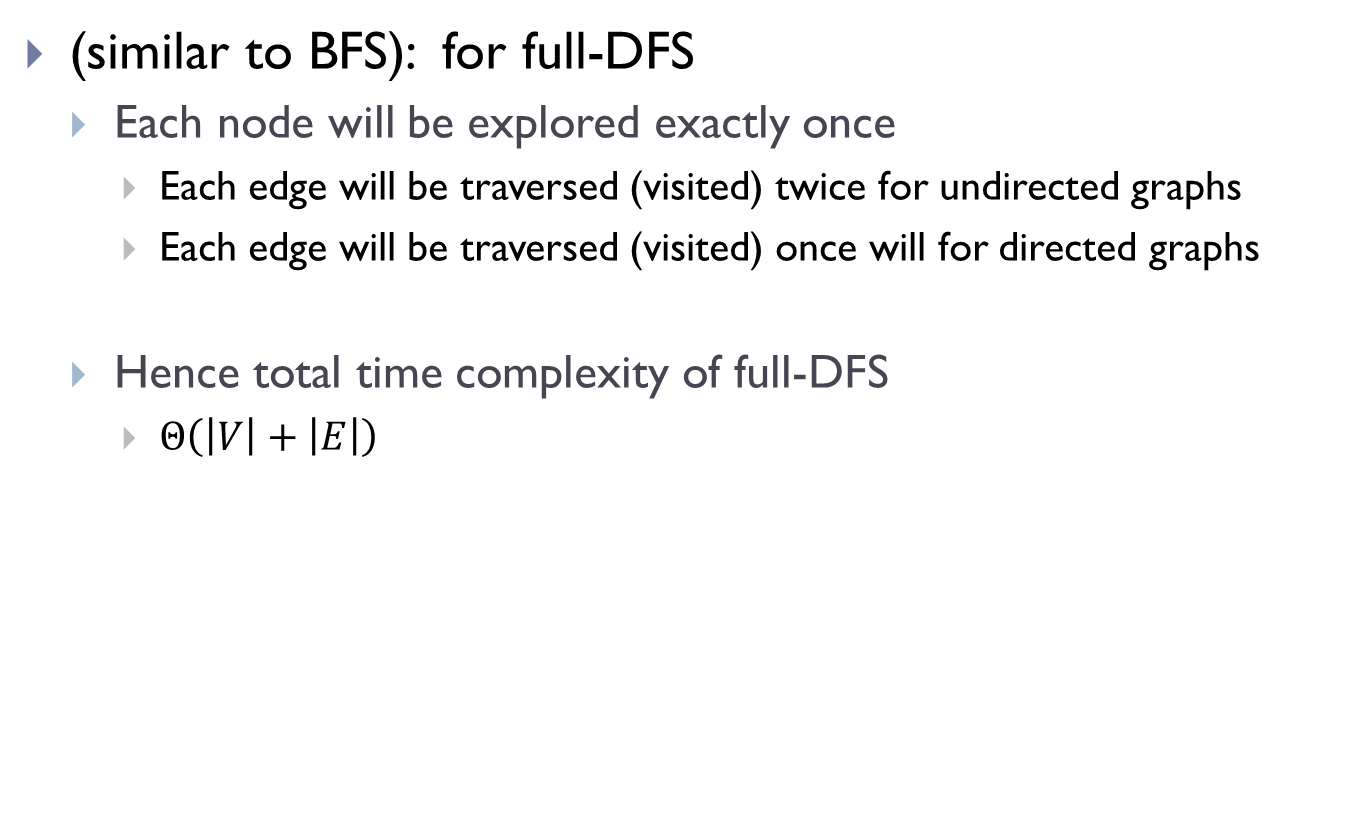 (similar to BFS): for full-DFS
Each node will be explored exactly once
Each edge will be traversed (visited) twice for undirected graphs
Each edge will be traversed (visited) once will for directed graphs
Hence total time complexity of full-DFS
Θ(|V| + |E|)